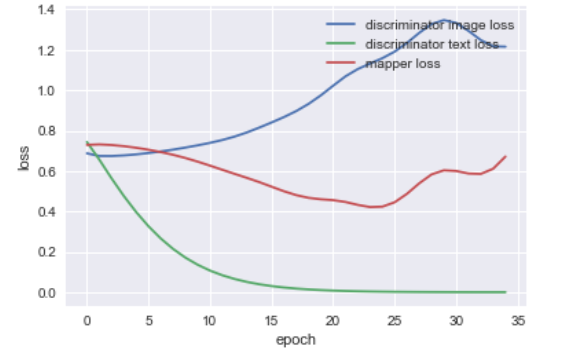 1.4
1.2
1.0
0.8
0.6
0.4
0.2
0.0
loss
discriminator image loss
discriminator text loss
mapper loss
0 5 10 15 20 25 30 35
epoch